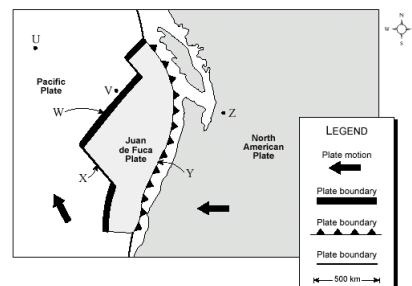 U
Pacific
Plate
V
W
Juan
de Fuca
Plate
X
Y
Z
North
American
Plate
N
W
S
LEGEND
Plate motion
Plate boundary
Plate boundary
Plate boundary
500 km